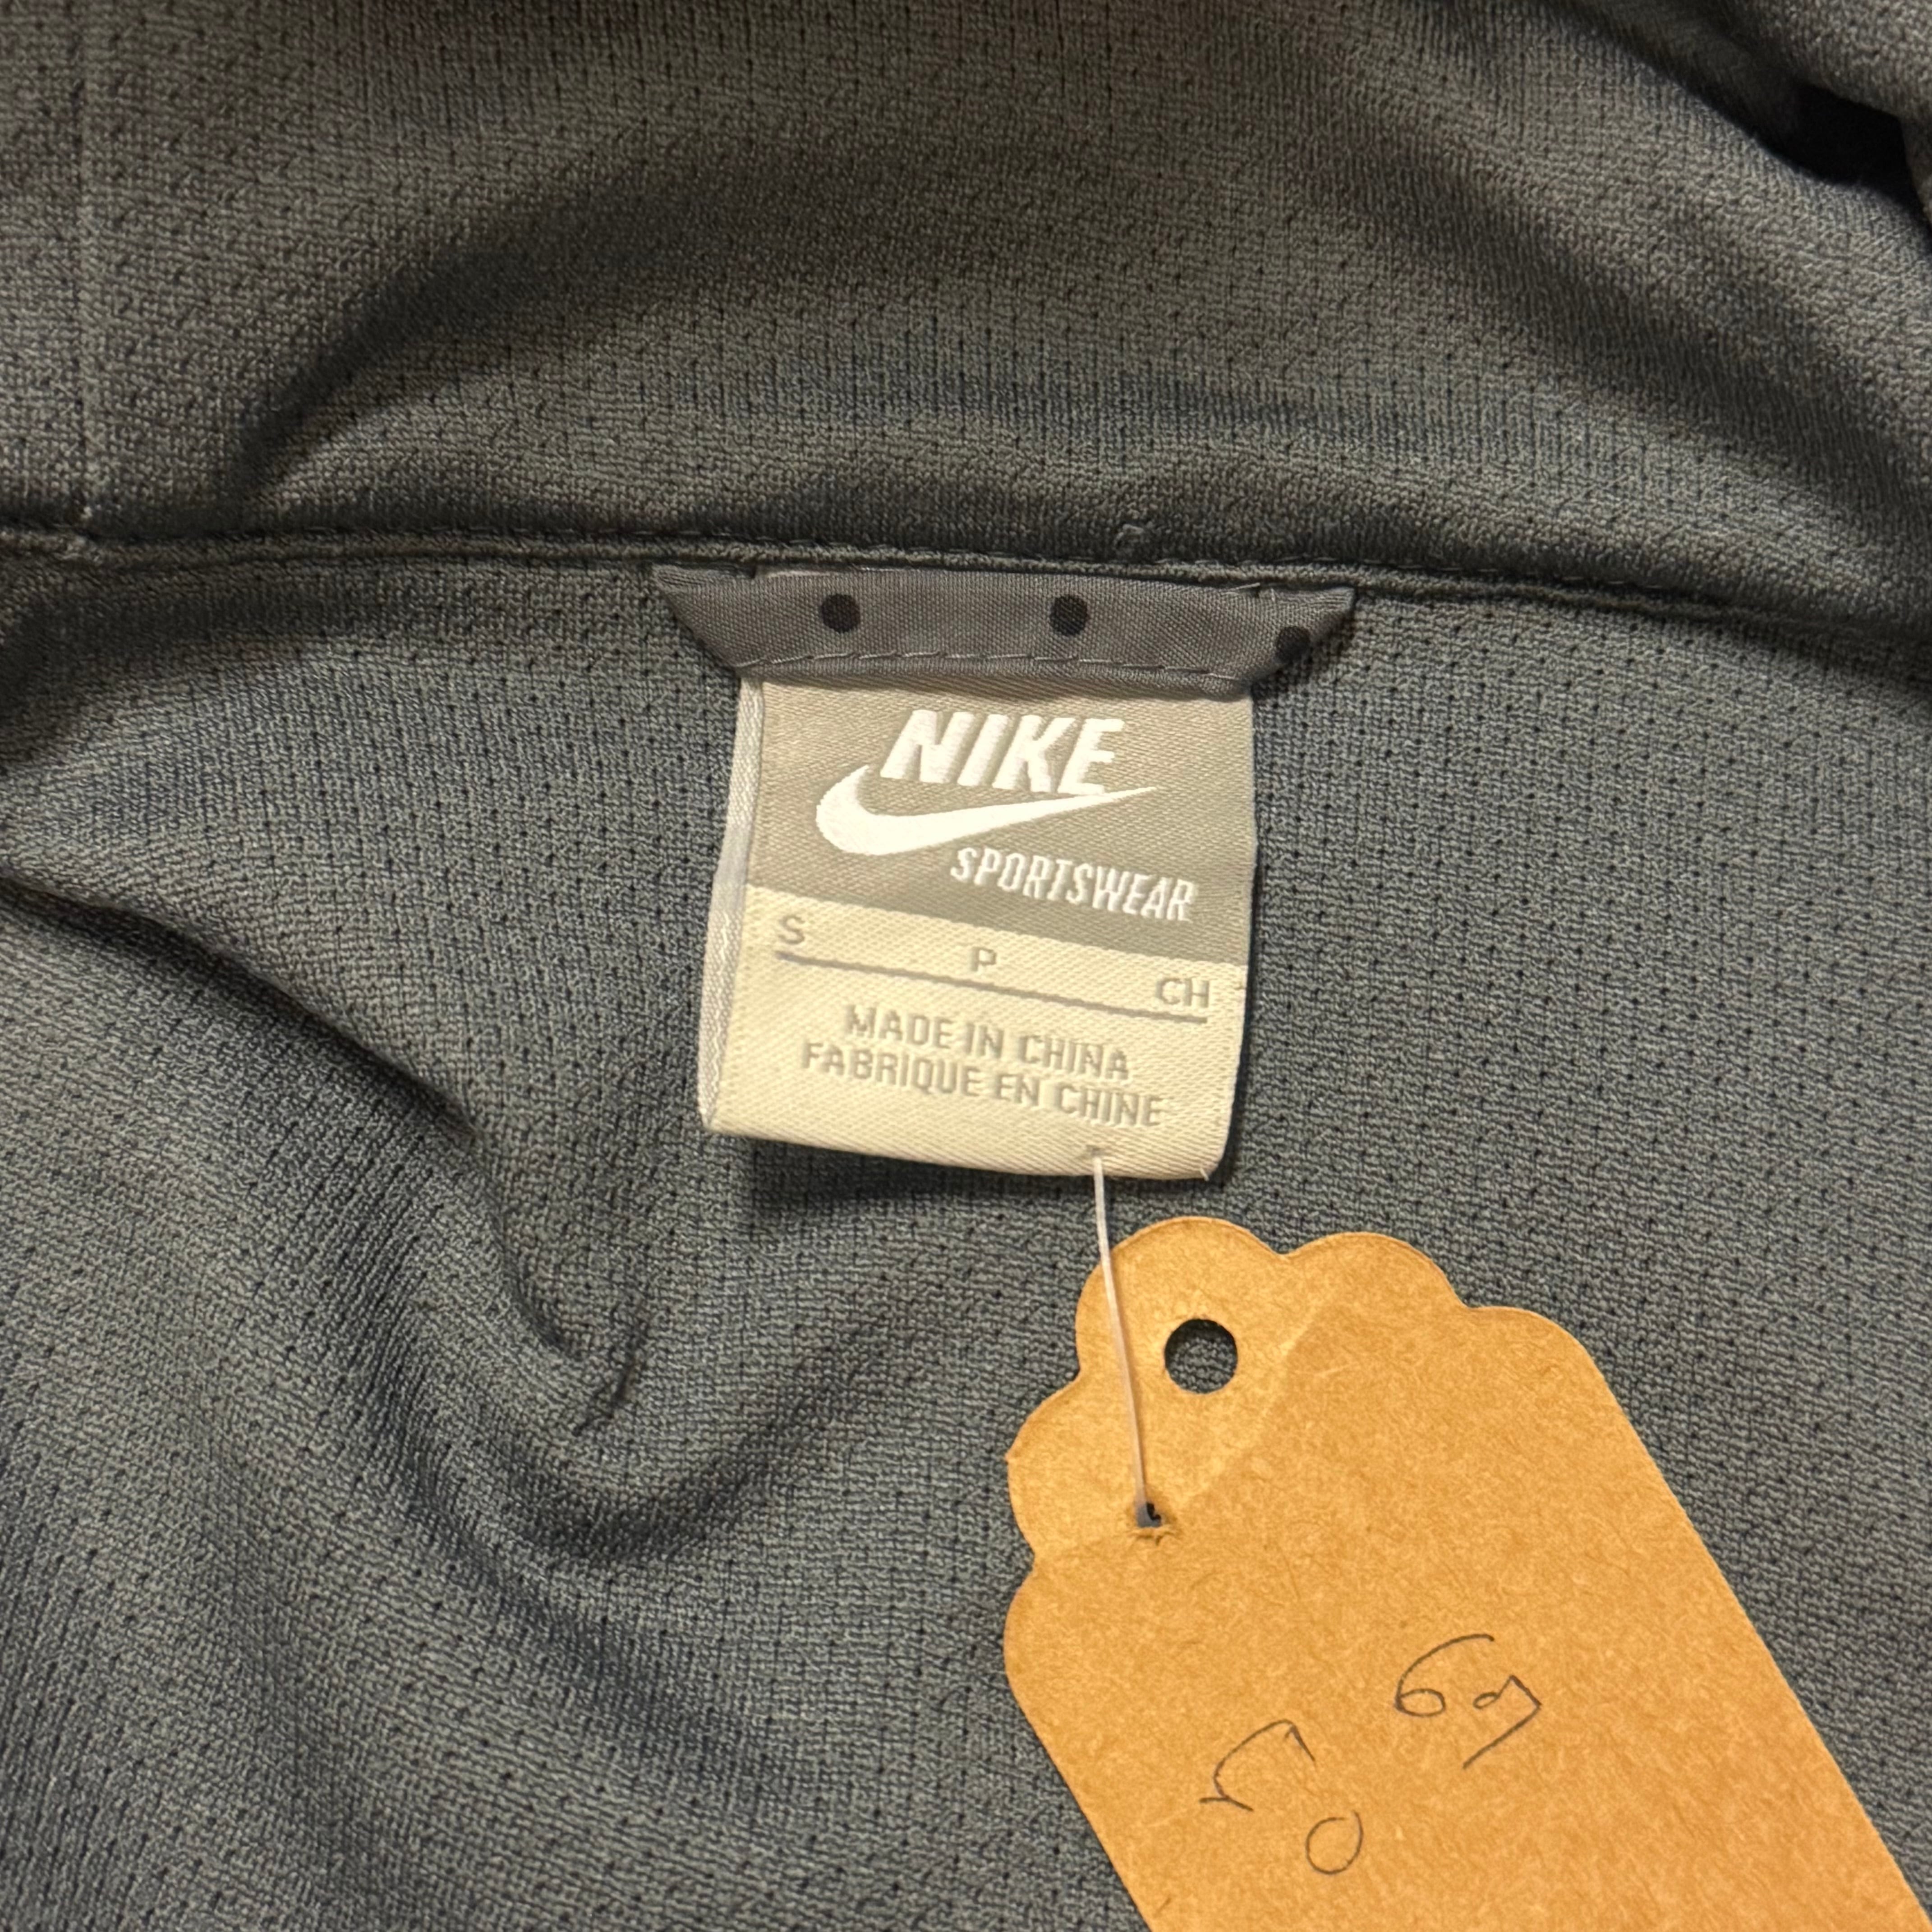 NIKE
SPORTSWEAR
S P CH
MADE IN CHINA
FABRIQUE EN CHINE